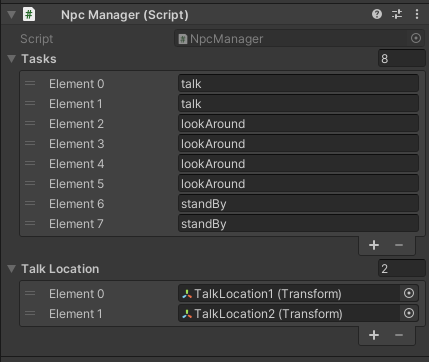 Npc Manager (Script)
Script NpcManager
Tasks 8
Element 0 talk
Element 1 talk
Element 2 lookAround
Element 3 lookAround
Element 4 lookAround
Element 5 lookAround
Element 6 standBy
Element 7 standBy
Talk Location 2
Element 0 TalkLocation1 (Transform)
Element 1 TalkLocation2 (Transform)